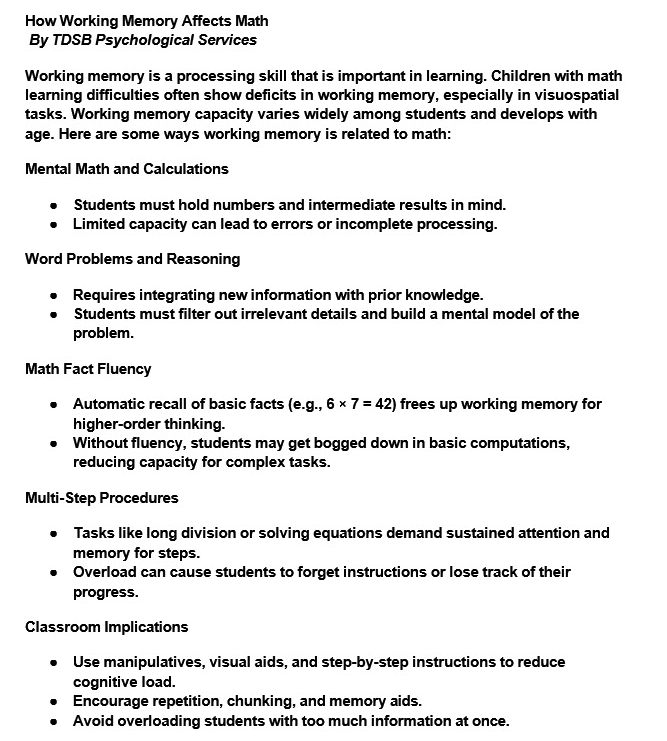 How Working Memory Affects Math
By TDSB Psychological Services
Working memory is a processing skill that is important in learning. Children with math
learning difficulties often show deficits in working memory, especially in visuospatial
tasks. Working memory capacity varies widely among students and develops with
age. Here are some ways working memory is related to math:
Mental Math and Calculations
● Students must hold numbers and intermediate results in mind.
● Limited capacity can lead to errors or incomplete processing.
Word Problems and Reasoning
● Requires integrating new information with prior knowledge.
● Students must filter out irrelevant details and build a mental model of the
problem.
Math Fact Fluency
● Automatic recall of basic facts (e.g., 6 × 7 = 42) frees up working memory for
higher-order thinking.
● Without fluency, students may get bogged down in basic computations,
reducing capacity for complex tasks.
Multi-Step Procedures
● Tasks like long division or solving equations demand sustained attention and
memory for steps.
● Overload can cause students to forget instructions or lose track of their
progress.
Classroom Implications
● Use manipulatives, visual aids, and step-by-step instructions to reduce
cognitive load.
● Encourage repetition, chunking, and memory aids.
● Avoid overloading students with too much information at once.